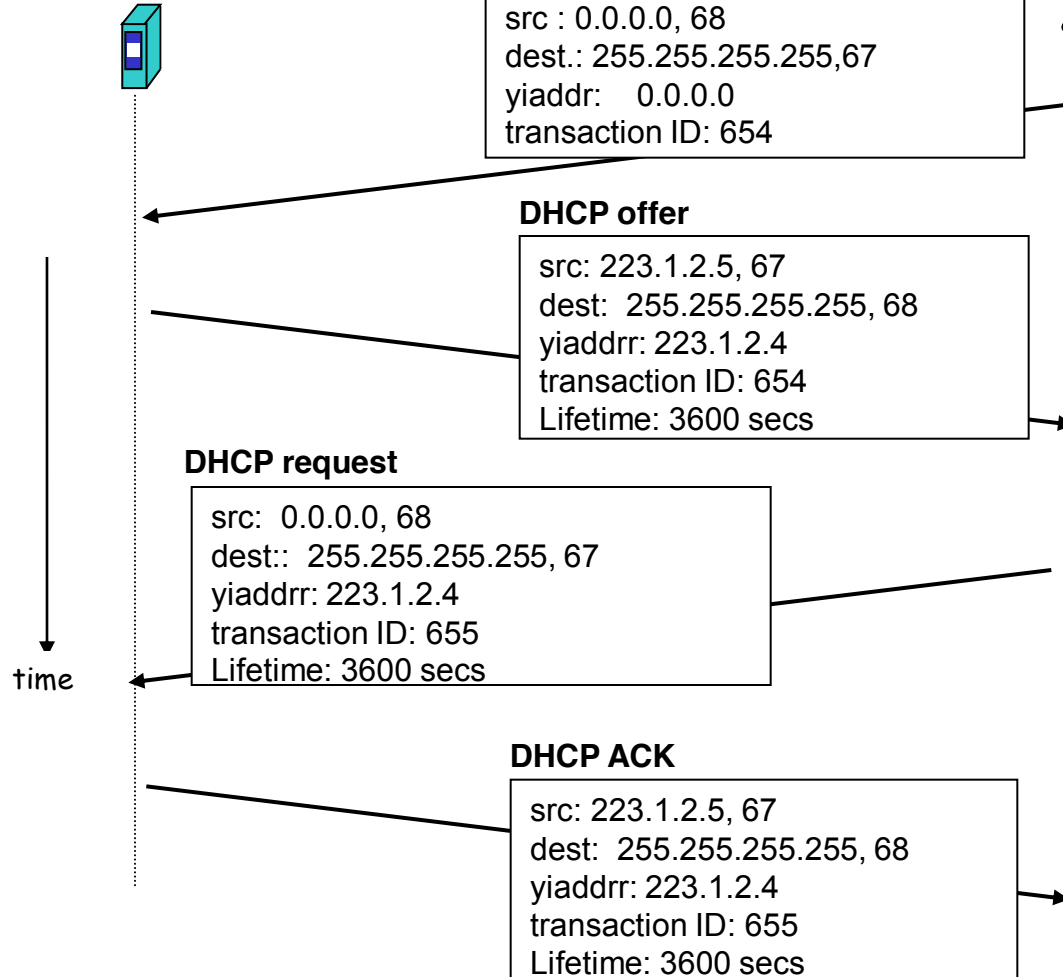 src : 0.0.0.0, 68
dest.: 255.255.255.255,67
yiaddr: 0.0.0.0
transaction ID: 654
DHCP offer
src: 223.1.2.5, 67
dest: 255.255.255.255, 68
yiaddrr: 223.1.2.4
transaction ID: 654
Lifetime: 3600 secs
DHCP request
src: 0.0.0.0, 68
dest:: 255.255.255.255, 67
yiaddrr: 223.1.2.4
transaction ID: 655
Lifetime: 3600 secs
time
DHCP ACK
src: 223.1.2.5, 67
dest: 255.255.255.255, 68
yiaddrr: 223.1.2.4
transaction ID: 655
Lifetime: 3600 secs